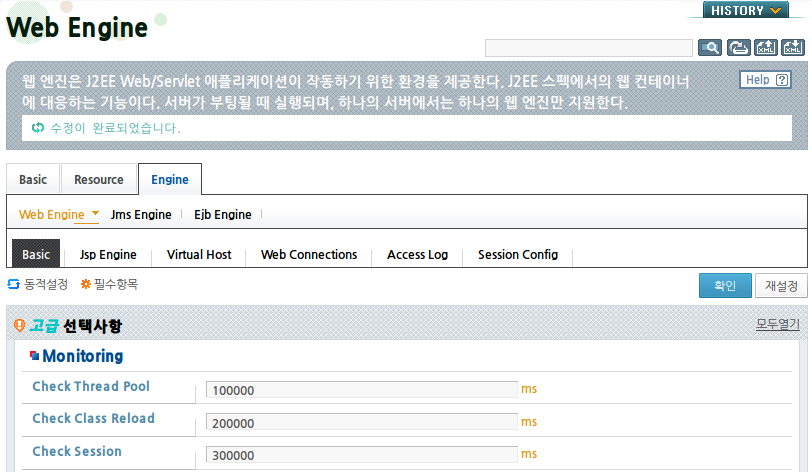 HISTORY
Web Engine
웹 엔진은 J2EE Web/Servlet 애플리케이션이 작동하기 위한 환경을 제공한다. J2EE 스펙에서의 웹 컨테이너
에 대응하는 기능이다. 서버가 부팅될 때 실행되며, 하나의 서버에서는 하나의 웹 엔진만 지원한다.
Help ?
수정이 완료되었습니다.
Basic Resource Engine
Web Engine Jms Engine Ejb Engine
Basic Jsp Engine Virtual Host Web Connections Access Log Session Config
동적설정 필수항목 확인 재설정
고급 선택사항 모두열기
Monitoring
Check Thread Pool 100000 ms
Check Class Reload 200000 ms
Check Session 300000 ms